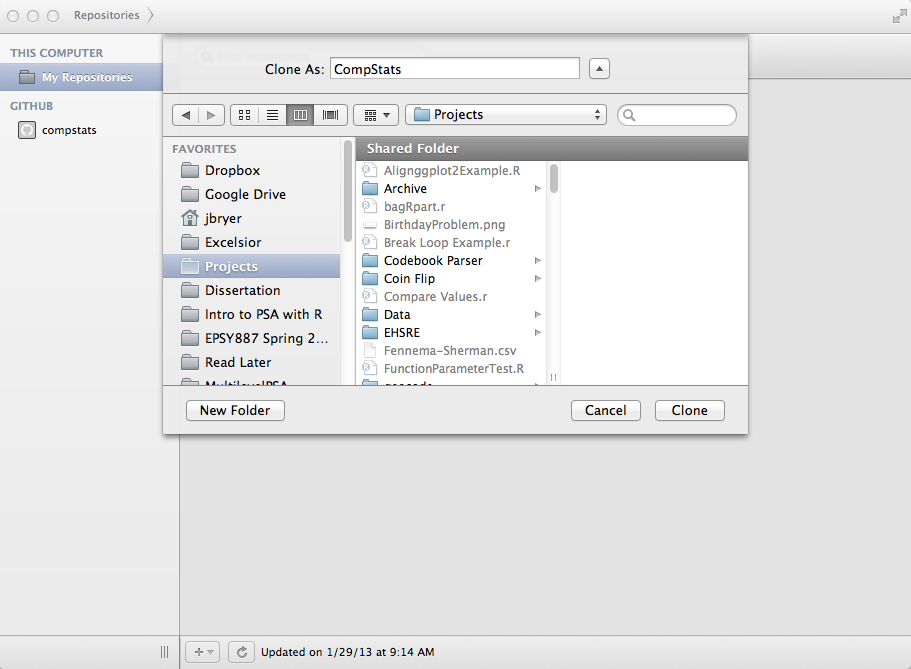 Repositories
THIS COMPUTER
My Repositories
GITHUB
compstats
Clone As: CompStats
Projects
FAVORITES
Dropbox
Google Drive
jbryer
Excelsior
Projects
Dissertation
Intro to PSA with R
EPSY887 Spring 2...
Read Later
MultilevelPSA
Shared Folder
Alignggplot2Example.R
Archive
bagRpart.r
BirthdayProblem.png
Break Loop Example.r
Codebook Parser
Coin Flip
Compare Values.r
Data
EHSRE
Fennema-Sherman.csv
FunctionParameterTest.R
geocode
New Folder
Cancel
Clone
Updated on 1/29/13 at 9:14 AM